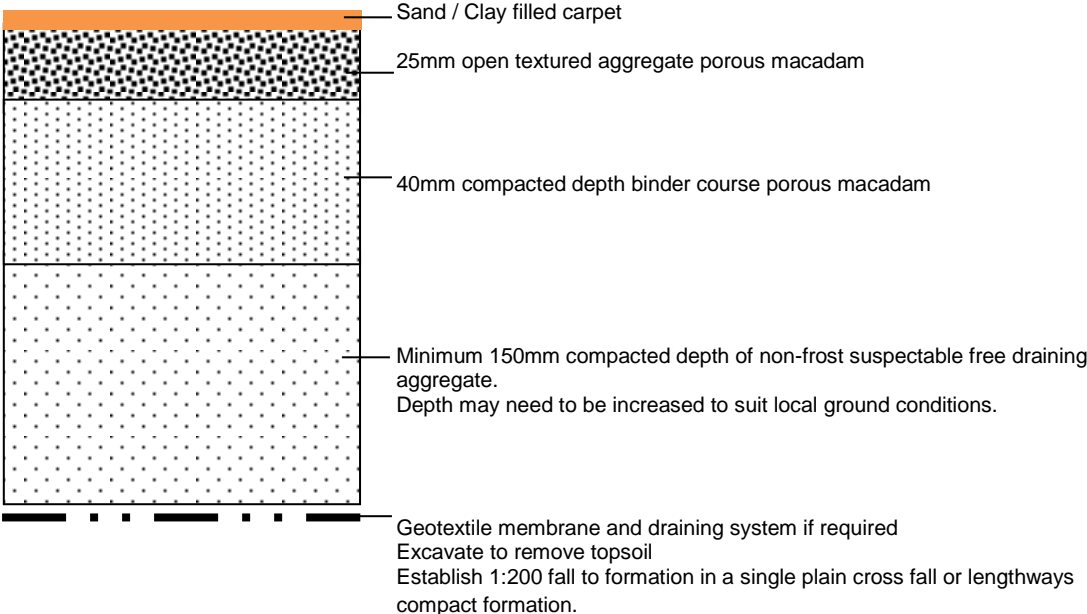 Sand / Clay filled carpet
25mm open textured aggregate porous macadam
40mm compacted depth binder course porous macadam
Minimum 150mm compacted depth of non-frost suspectable free draining
aggregate.
Depth may need to be increased to suit local ground conditions.
Geotextile membrane and draining system if required
Excavate to remove topsoil
Establish 1:200 fall to formation in a single plain cross fall or lengthways
compact formation.